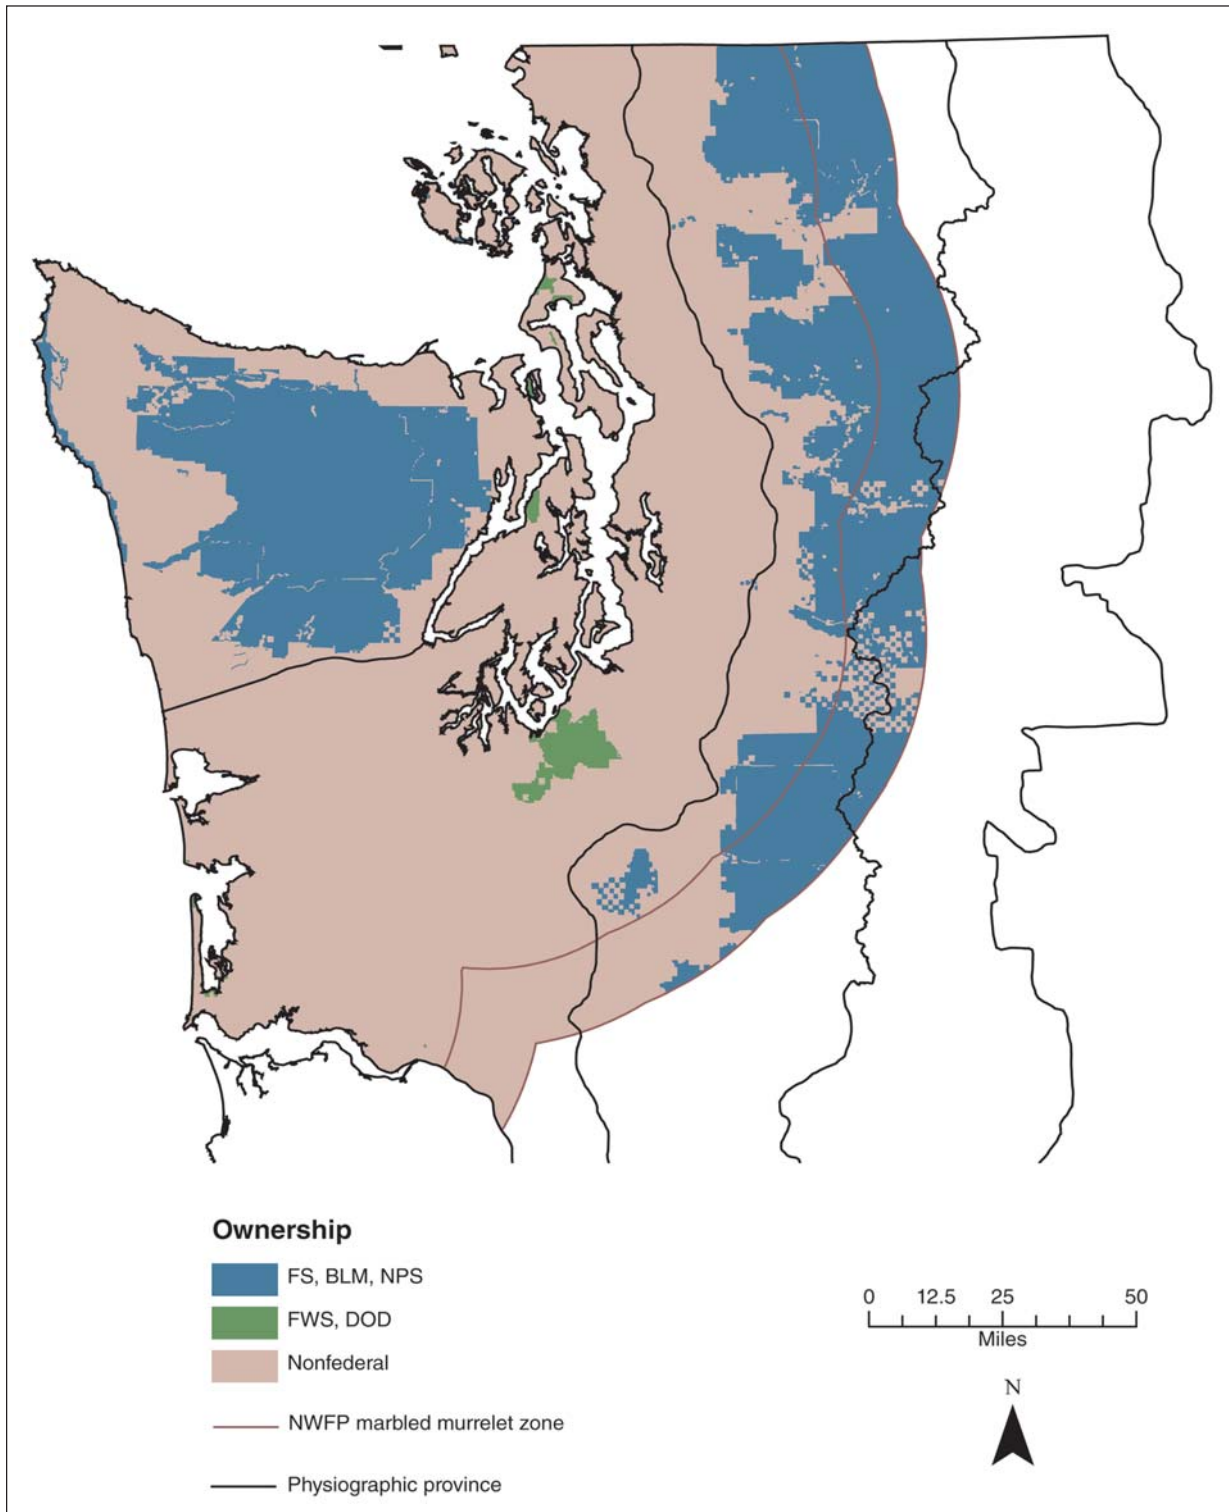 Ownership
FS, BLM, NPS
FWS, DOD
Nonfederal
NWFP marbled murrelet zone
Physiographic province
0 12.5 25 50
Miles
N